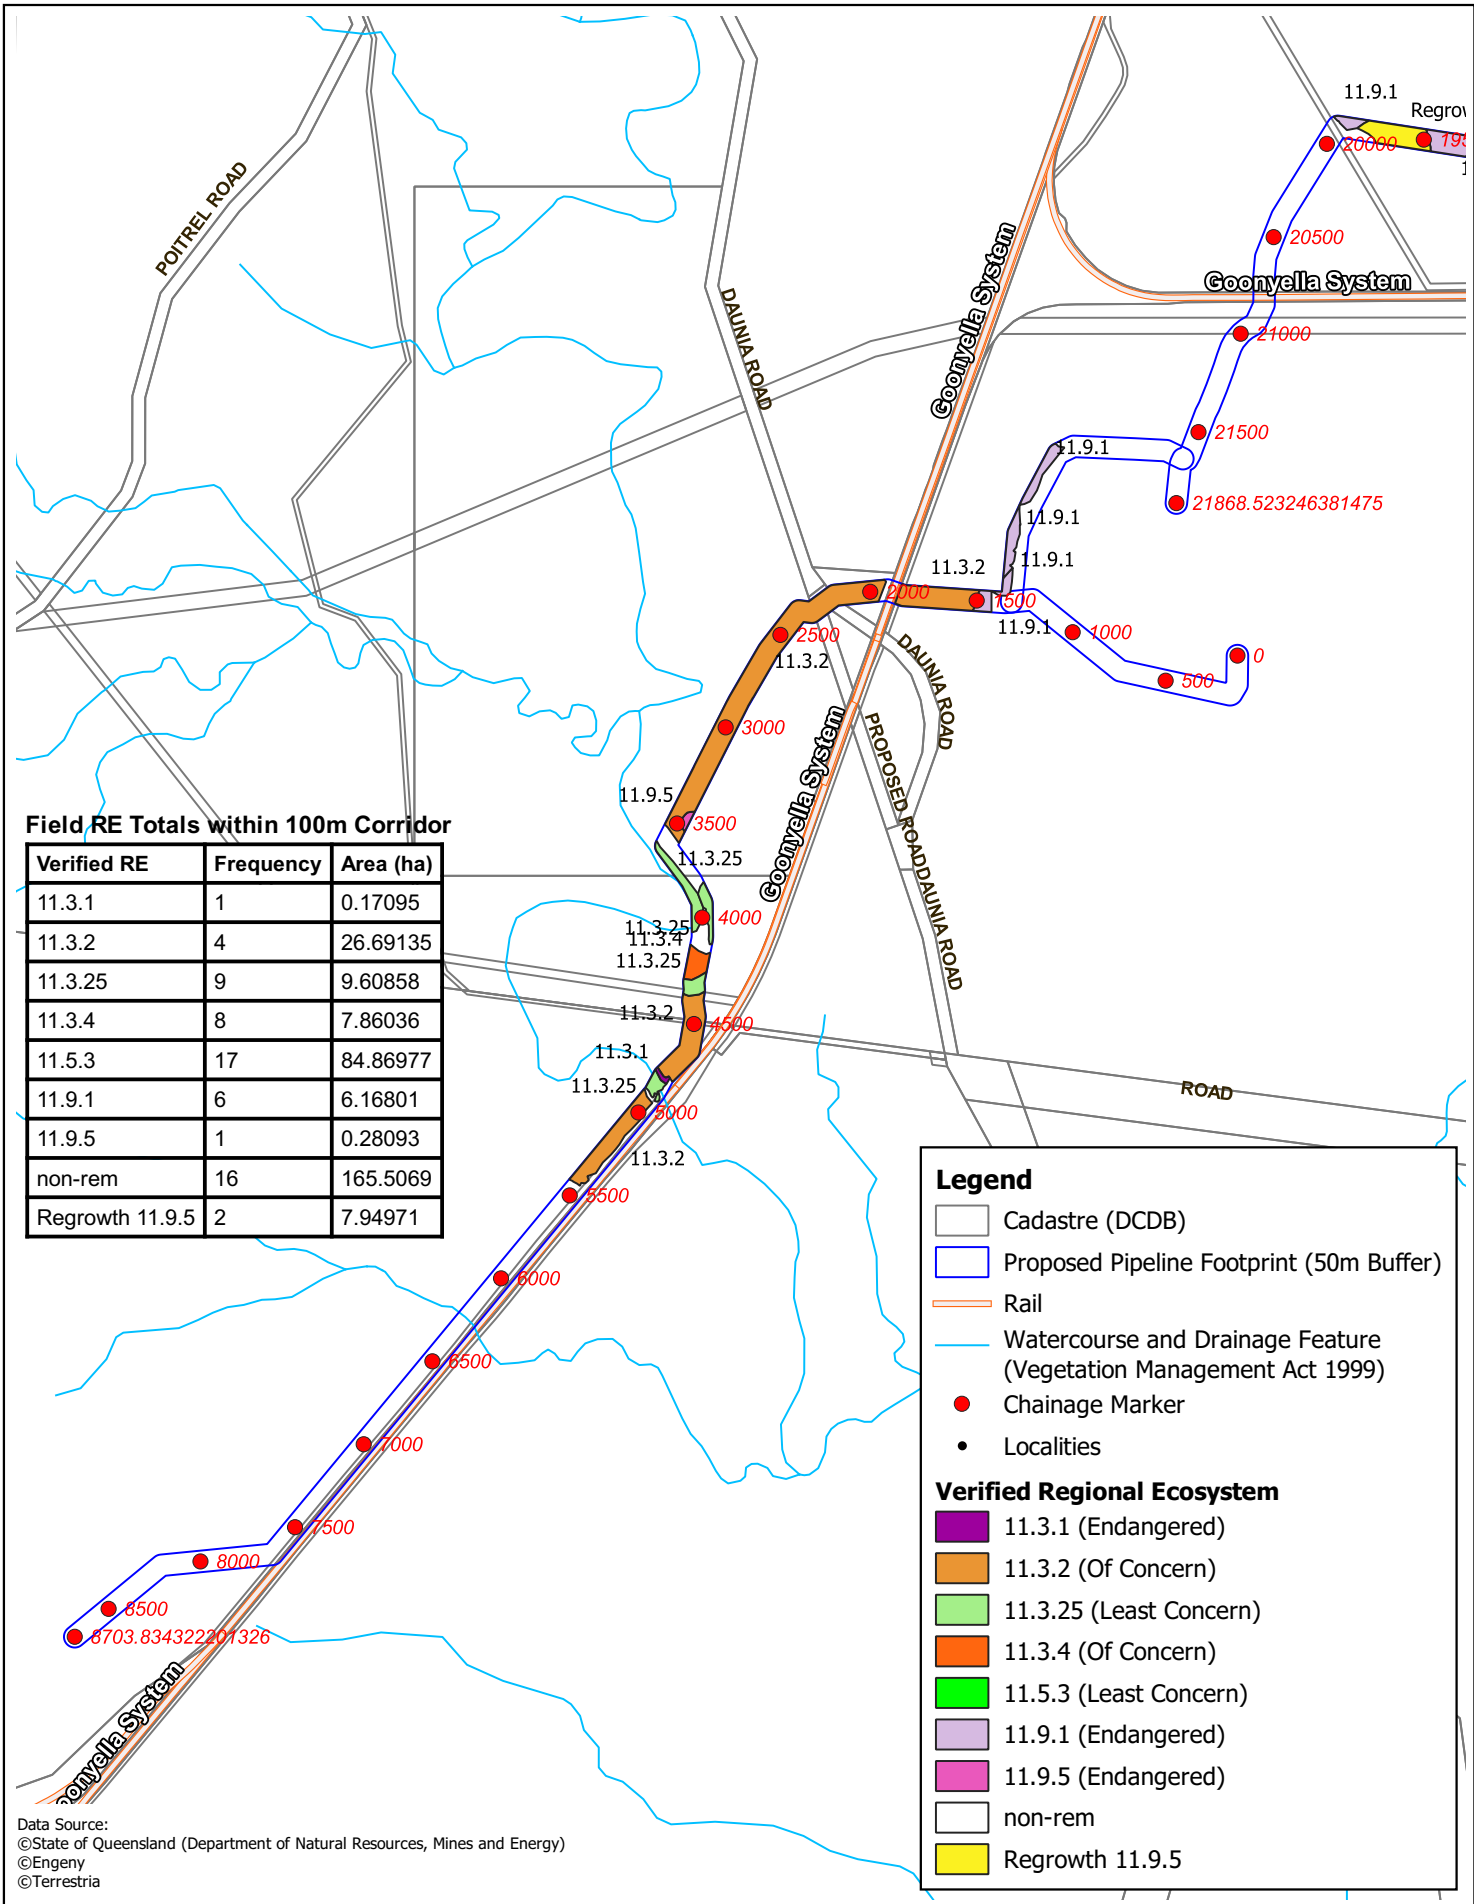 11.9.1
Regrow
20000
POITREL ROAD
20500
Goonyella System
Goonyella System
DAUNIA ROAD
21000
21500
11.9.1
21868.523246381475
11.9.1
11.9.1
11.3.2
2000
1500
11.9.1
1000
2500
11.3.2
0
500
DAUNIA ROAD
3000
PROPOSED ROAD
Goonyella System
11.9.5
3500
11.3.25
DAUNIA ROAD
4000
11.3.25
11.3.4
11.3.25
11.3.2
4500
11.3.1
11.3.25
5000
11.3.2
ROAD
5500
6000
6500
7000
7500
8000
8500
8703.834322201326
oonyella System
Field RE Totals within 100m Corridor
Verified RE Frequency Area (ha)
11.3.1 1 0.17095
11.3.2 4 26.69135
11.3.25 9 9.60858
11.3.4 8 7.86036
11.5.3 17 84.86977
11.9.1 6 6.16801
11.9.5 1 0.28093
non-rem 16 165.5069
Regrowth 11.9.5 2 7.94971
Legend
Cadastre (DCDB)
Proposed Pipeline Footprint (50m Buffer)
Rail
Watercourse and Drainage Feature
(Vegetation Management Act 1999)
Chainage Marker
Localities
Verified Regional Ecosystem
11.3.1 (Endangered)
11.3.2 (Of Concern)
11.3.25 (Least Concern)
11.3.4 (Of Concern)
11.5.3 (Least Concern)
11.9.1 (Endangered)
11.9.5 (Endangered)
non-rem
Regrowth 11.9.5
Data Source:
©State of Queensland (Department of Natural Resources, Mines and Energy)
©Engeny
©Terrestria